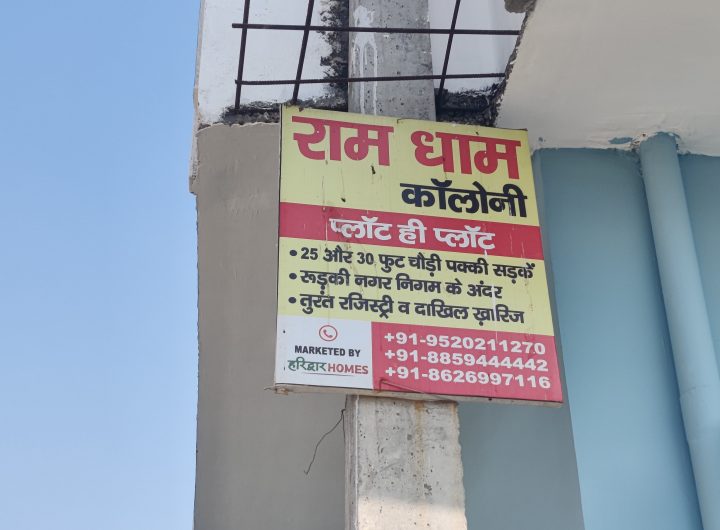 राम धाम
कॉलोनी
प्लॉट ही प्लॉट
• 25 और 30 फुट चौड़ी पक्की सड़कें
• रूड़की नगर निगम के अंदर
• तुरंत रजिस्ट्री व दाखिल ख़ारिज
MARKETED BY
हरिद्वार HOMES
+91-9520211270
+91-8859444442
+91-8626997116